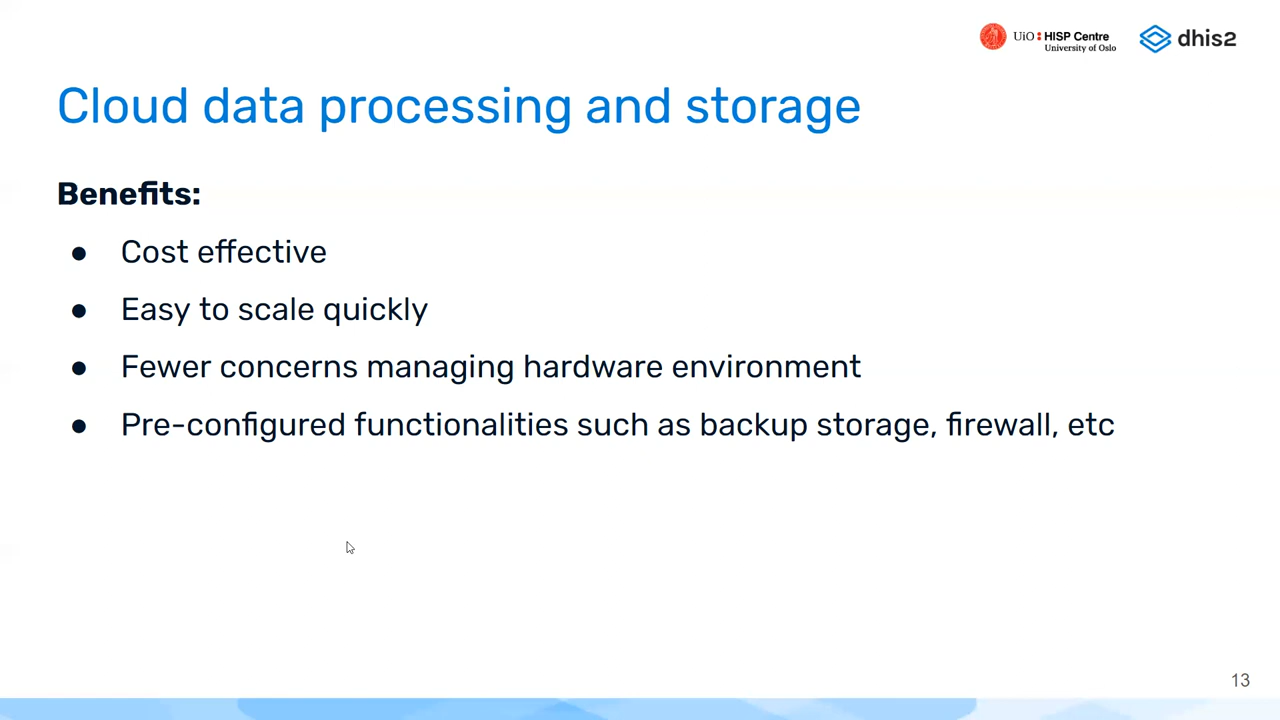 UiO HISP Centre
University of Oslo
dhis2
Cloud data processing and storage
Benefits:
● Cost effective
● Easy to scale quickly
● Fewer concerns managing hardware environment
● Pre-configured functionalities such as backup storage, firewall, etc
13